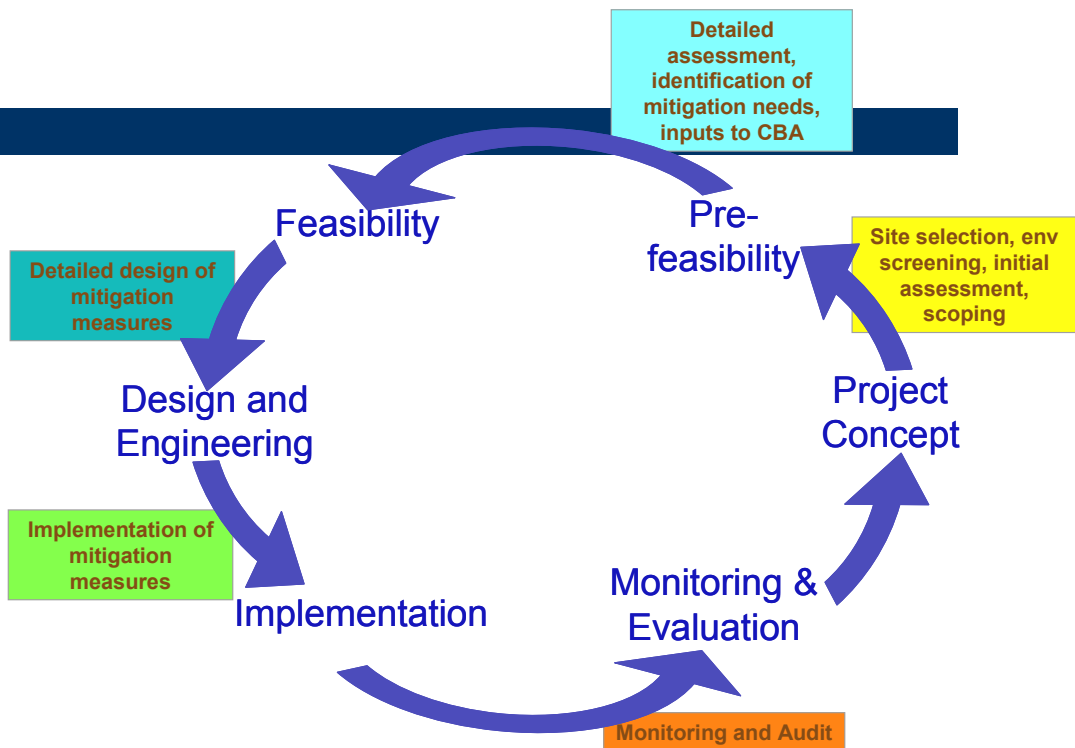 Detailed
assessment,
identification of
mitigation needs,
inputs to CBA
Feasibility
Pre-
feasibility
Site selection, env
screening, initial
assessment,
scoping
Detailed design of
mitigation
measures
Design and
Engineering
Project
Concept
Implementation of
mitigation
measures
Implementation
Monitoring &
Evaluation
Monitoring and Audit